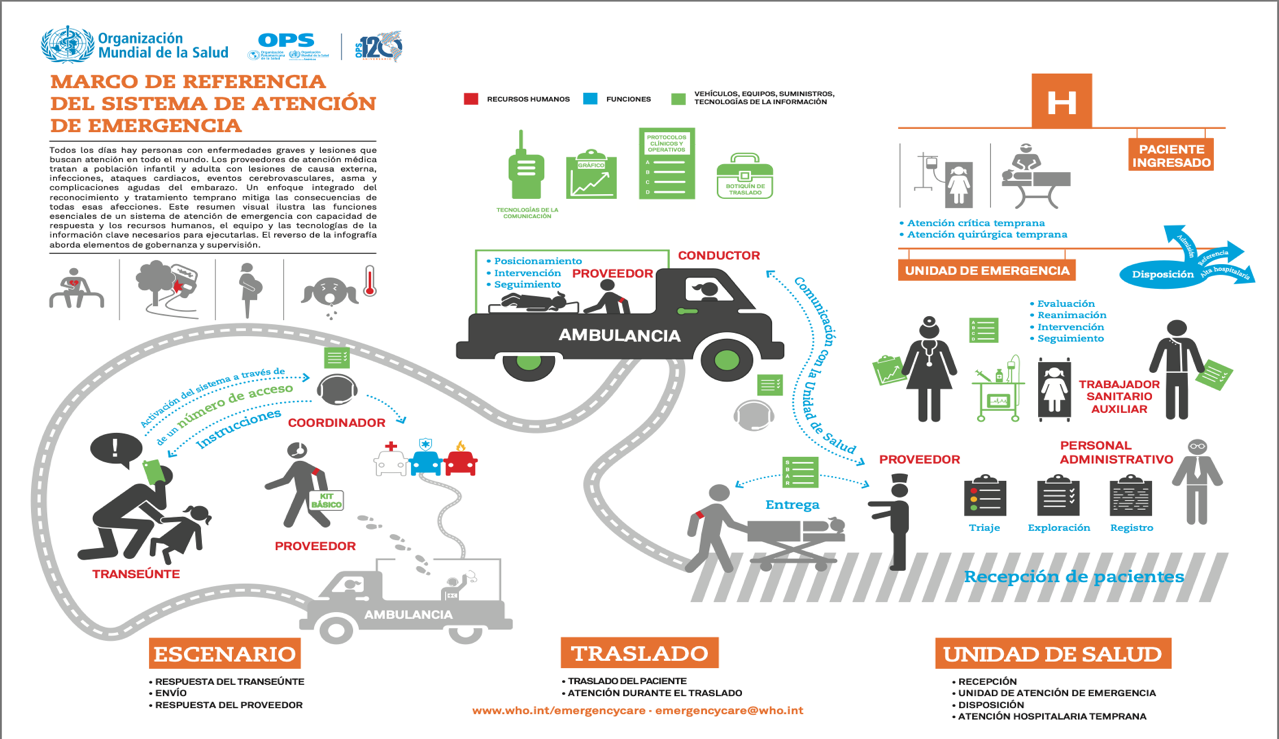 Organización
Mundial de la Salud
OPS
OPS
120
MARCO DE REFERENCIA
DEL SISTEMA DE ATENCIÓN
DE EMERGENCIA
Todos los días hay personas con enfermedades graves y lesiones que
buscan atención en todo el mundo. Los proveedores de atención médica
tratan a población infantil y adulta con lesiones de causa externa,
infecciones, ataques cardíacos, eventos cerebrovasculares, asma y
complicaciones agudas del embarazo. Un enfoque integrado del
reconocimiento y tratamiento temprano mitiga las consecuencias de
todas esas afecciones. Este resumen visual ilustra las funciones
esenciales de un sistema de atención de emergencia con capacidad de
respuesta y los recursos humanos, el equipo y las tecnologías de la
información clave necesarios para ejecutarlas. El reverso de la infografía
aborda elementos de gobernanza y supervisión.
RECURSOS HUMANOS
FUNCIONES
VEHÍCULOS, EQUIPOS, SUMINISTROS,
TECNOLOGÍAS DE LA INFORMACIÓN
TECNOLOGÍAS DE LA
COMUNICACIÓN
GRÁFICO
PROTOCOLOS
CLÍNICOS Y
OPERATIVOS
A
B
C
D
BOTIQUÍN DE
TRASLADO
H
PACIENTE
INGRESADO
• Atención crítica temprana
• Atención quirúrgica temprana
UNIDAD DE EMERGENCIA
Disposición
Admisión
Referencia
Alta hospitalaria
• Evaluación
• Reanimación
• Intervención
• Seguimiento
TRABAJADOR
SANITARIO
AUXILIAR
PERSONAL
ADMINISTRATIVO
PROVEEDOR
Triaje
Exploración
Registro
Recepción de pacientes
• Posicionamiento
• Intervención
• Seguimiento
PROVEEDOR
CONDUCTOR
AMBULANCIA
Comunicación con la Unidad de Salud
Entrega
Activación del sistema a través de
de un número de acceso
Instrucciones
COORDINADOR
!
TRANSEÚNTE
KIT
BÁSICO
PROVEEDOR
AMBULANCIA
ESCENARIO
• RESPUESTA DEL TRANSEÚNTE
• ENVÍO
• RESPUESTA DEL PROVEEDOR
TRASLADO
• TRASLADO DEL PACIENTE
• ATENCIÓN DURANTE EL TRASLADO
www.who.int/emergencycare · emergencycare@who.int
UNIDAD DE SALUD
• RECEPCIÓN
• UNIDAD DE ATENCIÓN DE EMERGENCIA
• DISPOSICIÓN
• ATENCIÓN HOSPITALARIA TEMPRANA